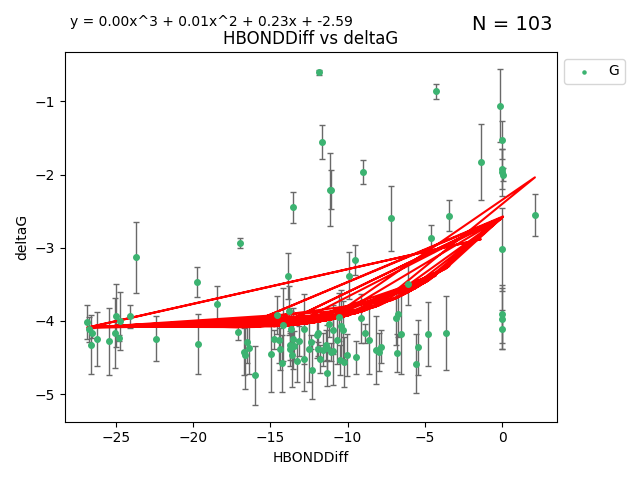 y = 0.00x^3 + 0.01x^2 + 0.23x + -2.59
N = 103
HBONDDiff vs deltaG
G
deltaG
−1
−2
−3
−4
−5
−25 −20 −15 −10 −5 0
HBONDDiff